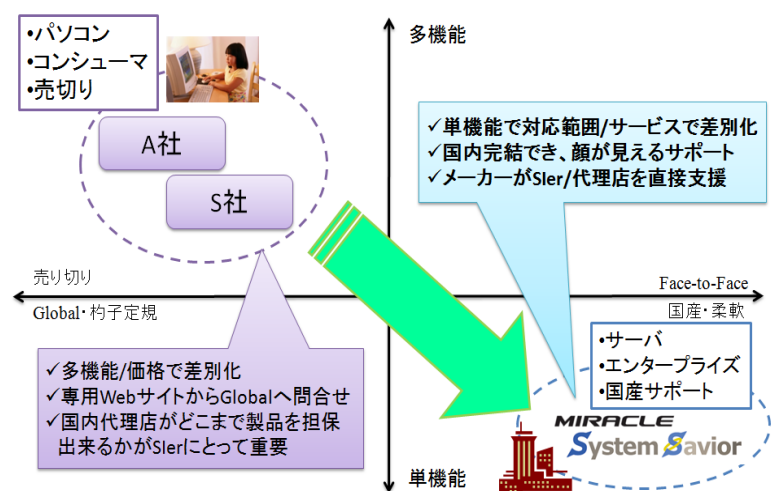 •パソコン
•コンシューマ
•売切り
多機能
A社
S社
✓単機能で対応範囲/サービスで差別化
✓国内完結でき、顔が見えるサポート
✓メーカーがSIer/代理店を直接支援
売り切り
Global・杓子定規
Face-to-Face
国産・柔軟
✓多機能/価格で差別化
✓専用WebサイトからGlobalへ問合せ
✓国内代理店がどこまで製品を担保
出来るかがSIerにとって重要
•サーバ
•エンタープライズ
•国産サポート
MIRACLE
System Savior
単機能